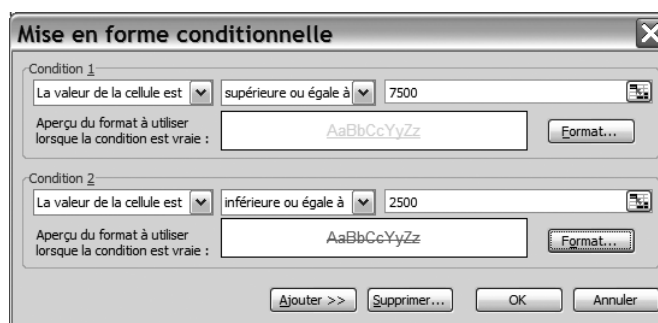 Mise en forme conditionnelle
Condition 1
La valeur de la cellule est supérieure ou égale à 7500
Aperçu du format à utiliser
lorsque la condition est vraie :
AaBbCcYyZz
Format...
Condition 2
La valeur de la cellule est inférieure ou égale à 2500
Aperçu du format à utiliser
lorsque la condition est vraie :
AaBbCcYyZz
Format...
Ajouter >> Supprimer... OK Annuler